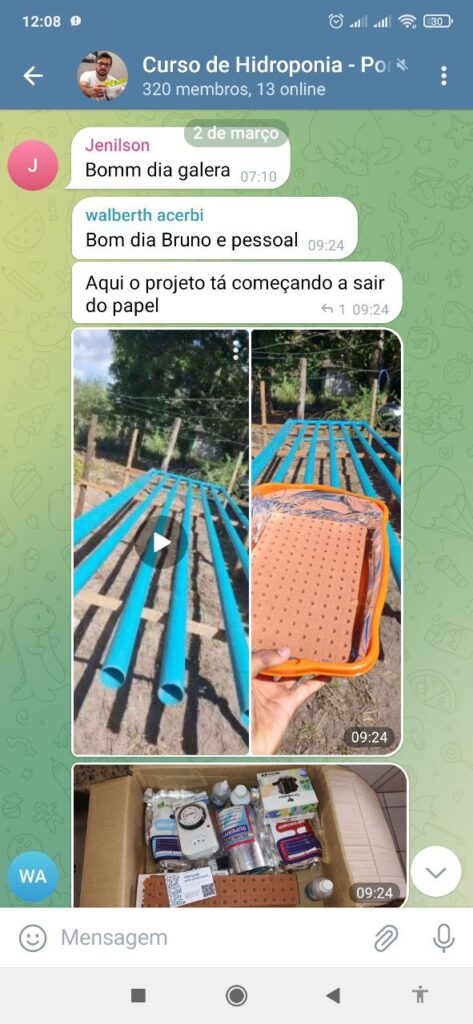 12:08
30
Curso de Hidroponia - Po
320 membros, 13 online
2 de março
Jenilson
J
Bomm dia galera 07:10
walberth acerbi
Bom dia Bruno e pessoal 09:24
Aqui o projeto tá começando a sair
do papel 1 09:24
09:24
WA
09:24
Mensagem